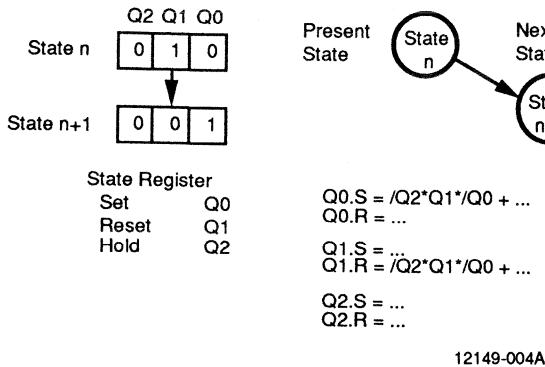 Q2 Q1 Q0
State n 0 1 0
State n+1 0 0 1
State Register
Set Q0
Reset Q1
Hold Q2
Present
State
State
n
Q0.S = /Q2*Q1*/Q0 + ...
Q0.R = ...
Q1.S = ...
Q1.R = /Q2*Q1*/Q0 + ...
Q2.S = ...
Q2.R = ...
12149-004A